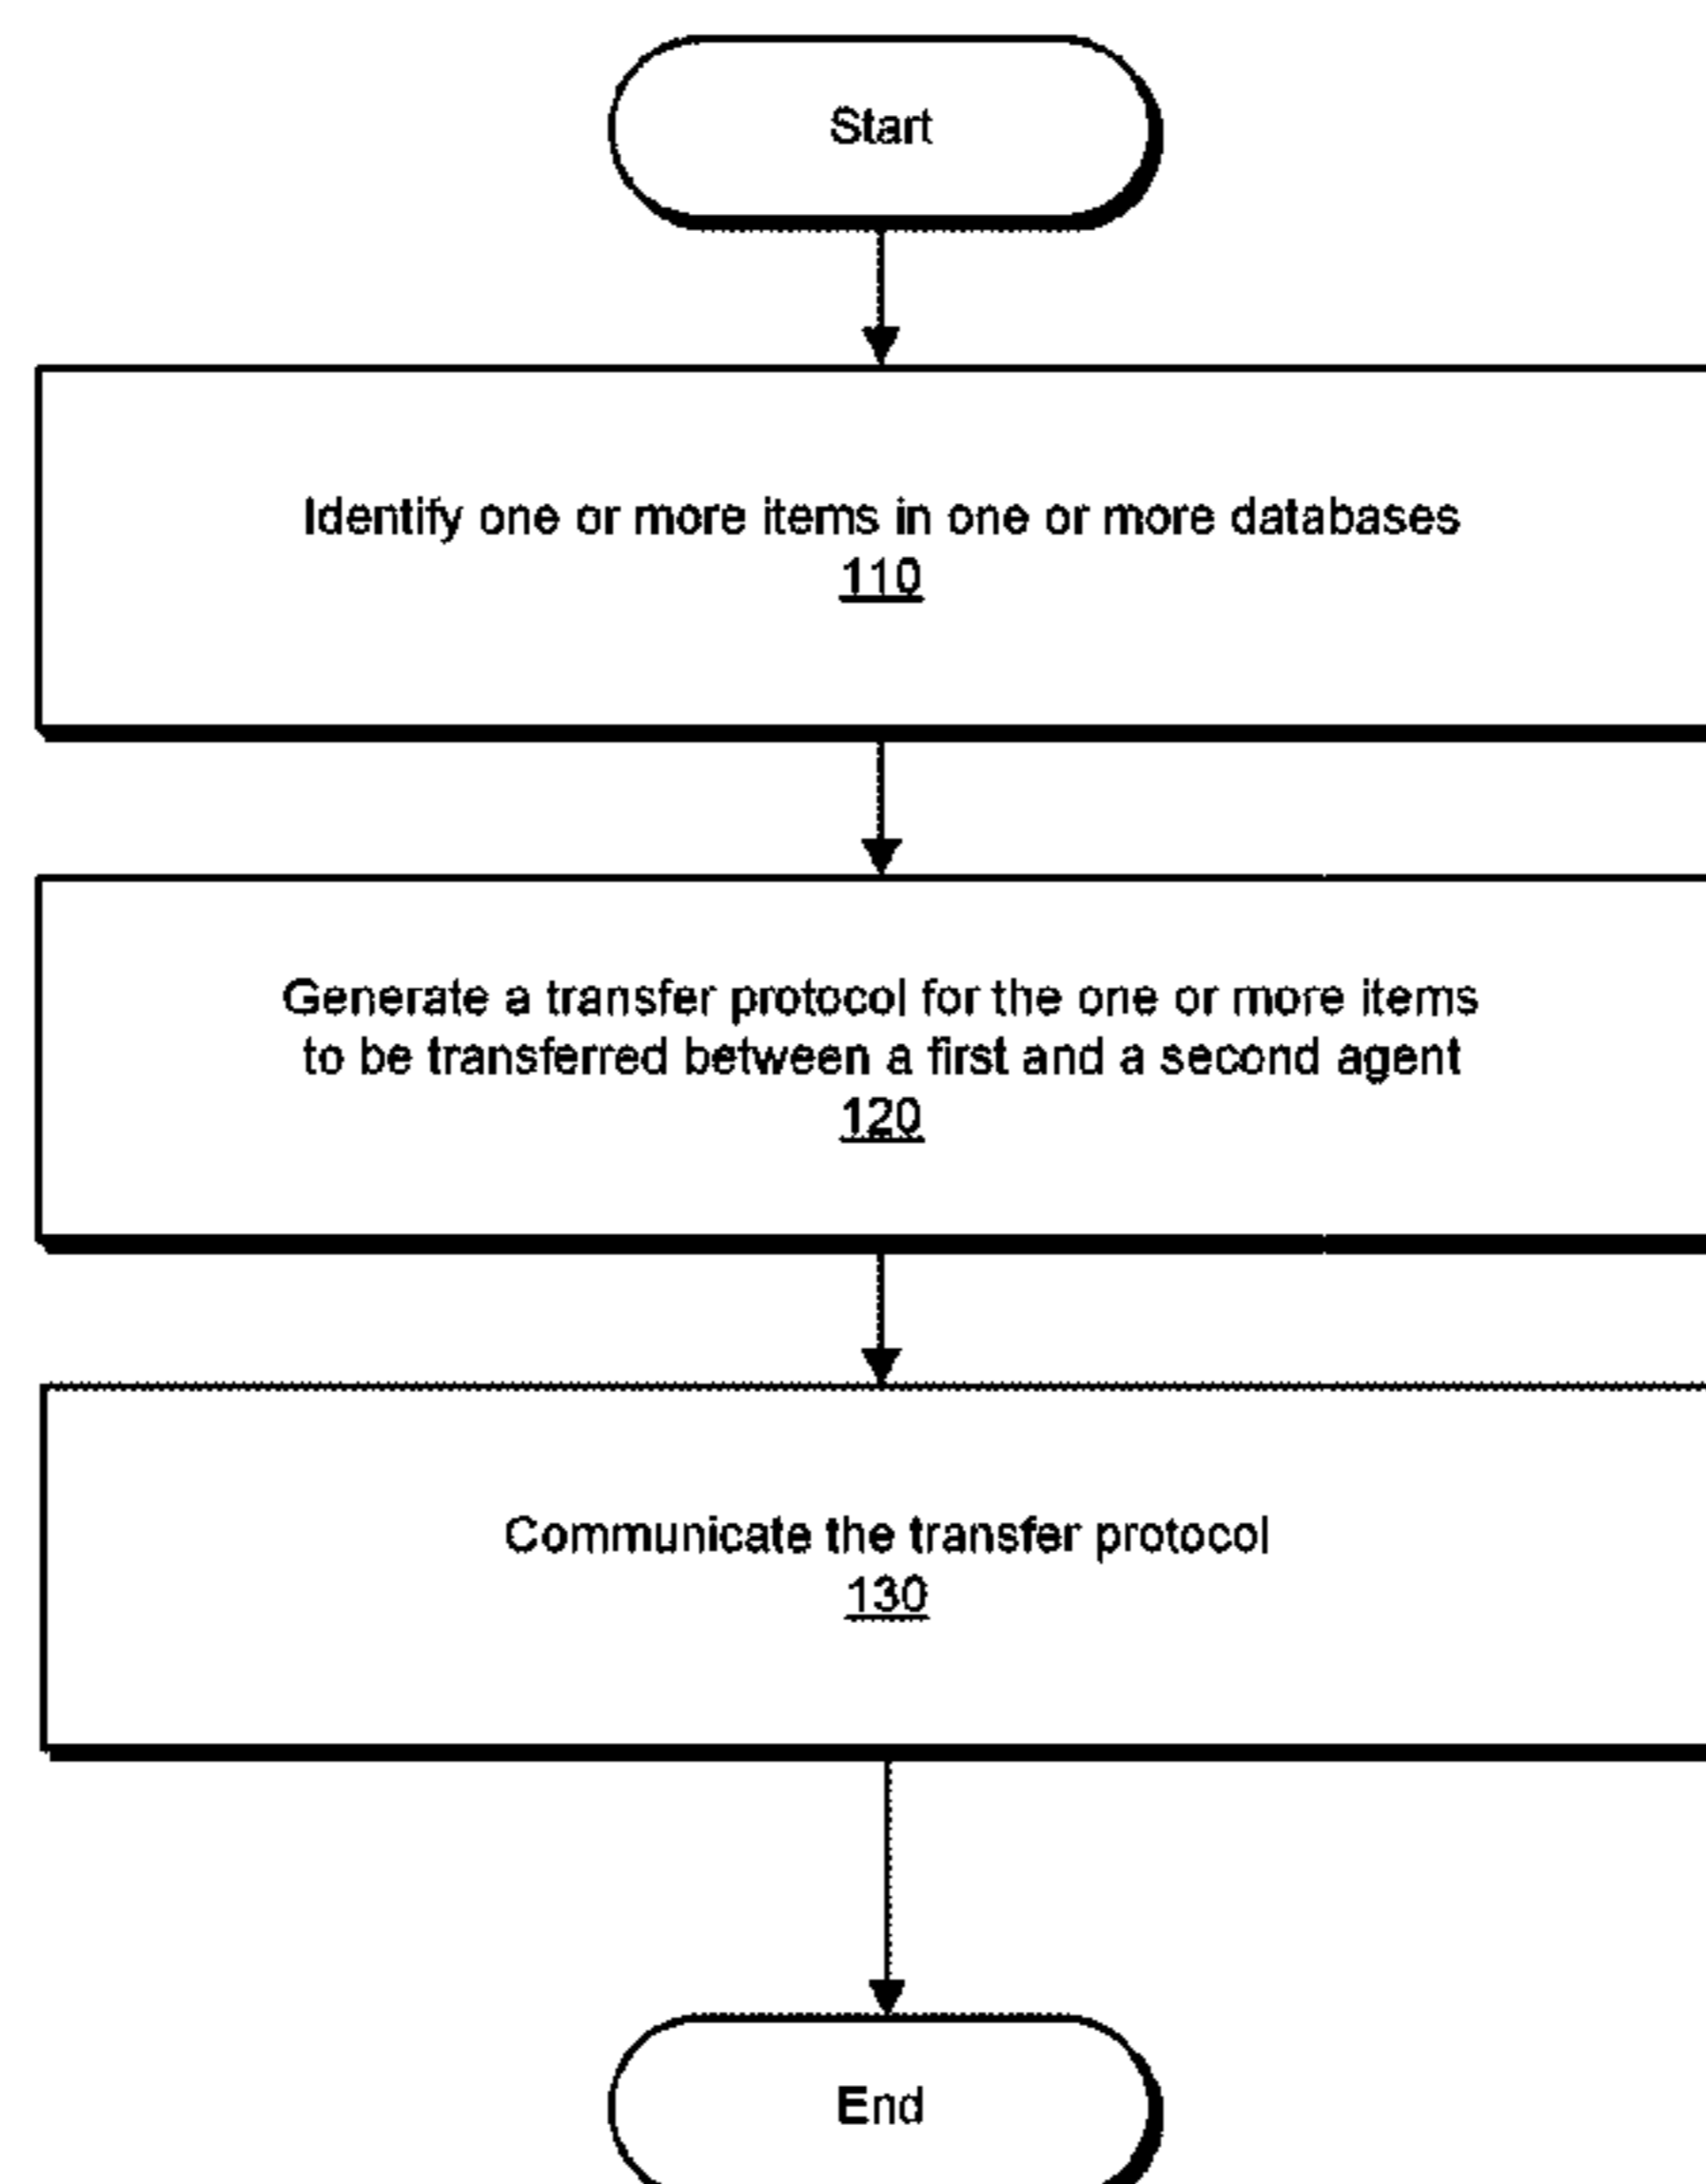 Start
Identify one or more items in one or more databases
110
Generate a transfer protocol for the one or more items
to be transferred between a first and a second agent
120
Communicate the transfer protocol
130
End